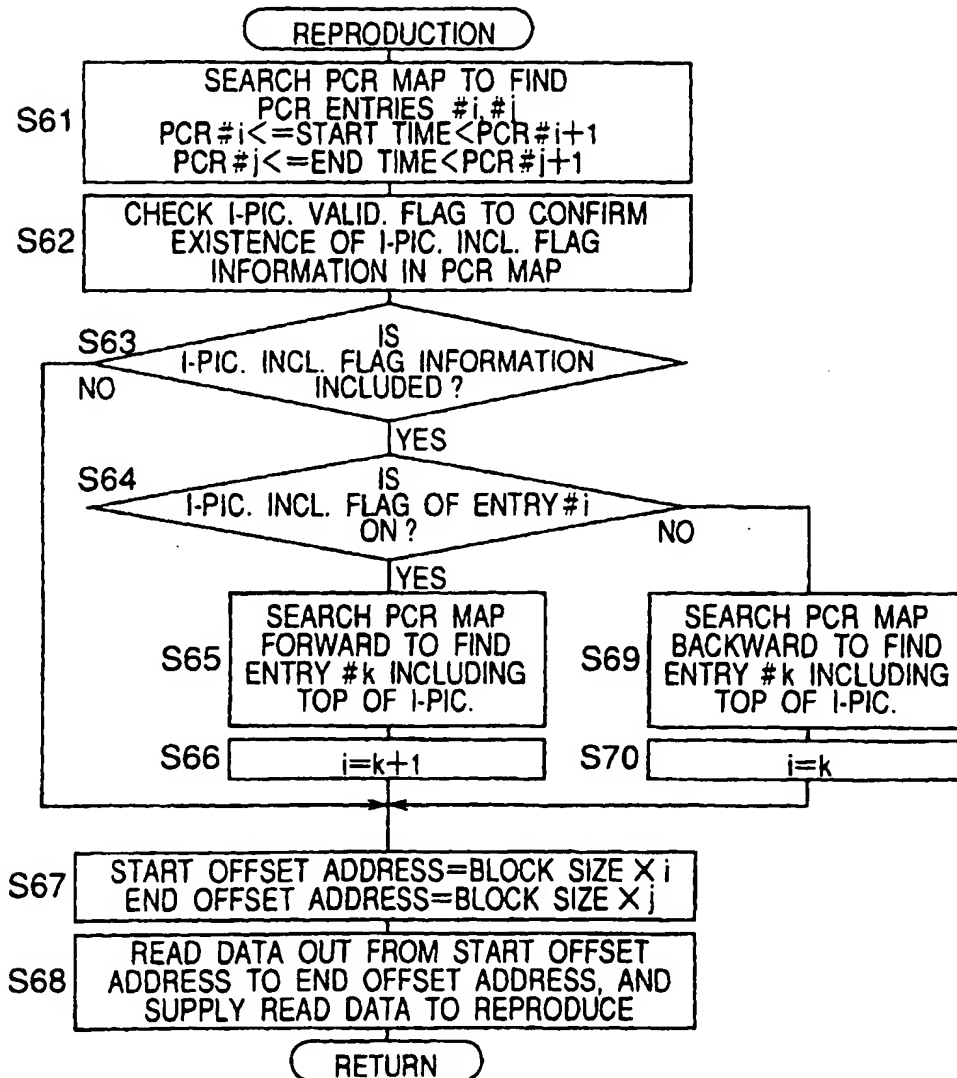 REPRODUCTION
S61
SEARCH PCR MAP TO FIND
PCR ENTRIES #i, #j
PCR#i<=START TIME<PCR#i+1
PCR#j<=END TIME<PCR#j+1
S62
CHECK I-PIC. VALID. FLAG TO CONFIRM
EXISTENCE OF I-PIC. INCL. FLAG
INFORMATION IN PCR MAP
S63
IS
I-PIC. INCL. FLAG INFORMATION
INCLUDED ?
NO
YES
S64
IS
I-PIC. INCL. FLAG OF ENTRY#i
ON ?
NO
YES
S65
SEARCH PCR MAP
FORWARD TO FIND
ENTRY #k INCLUDING
TOP OF I-PIC.
S69
SEARCH PCR MAP
BACKWARD TO FIND
ENTRY #k INCLUDING
TOP OF I-PIC.
S66
i=k+1
S70
i=k
S67
START OFFSET ADDRESS=BLOCK SIZE X i
END OFFSET ADDRESS=BLOCK SIZE X j
S68
READ DATA OUT FROM START OFFSET
ADDRESS TO END OFFSET ADDRESS, AND
SUPPLY READ DATA TO REPRODUCE
RETURN